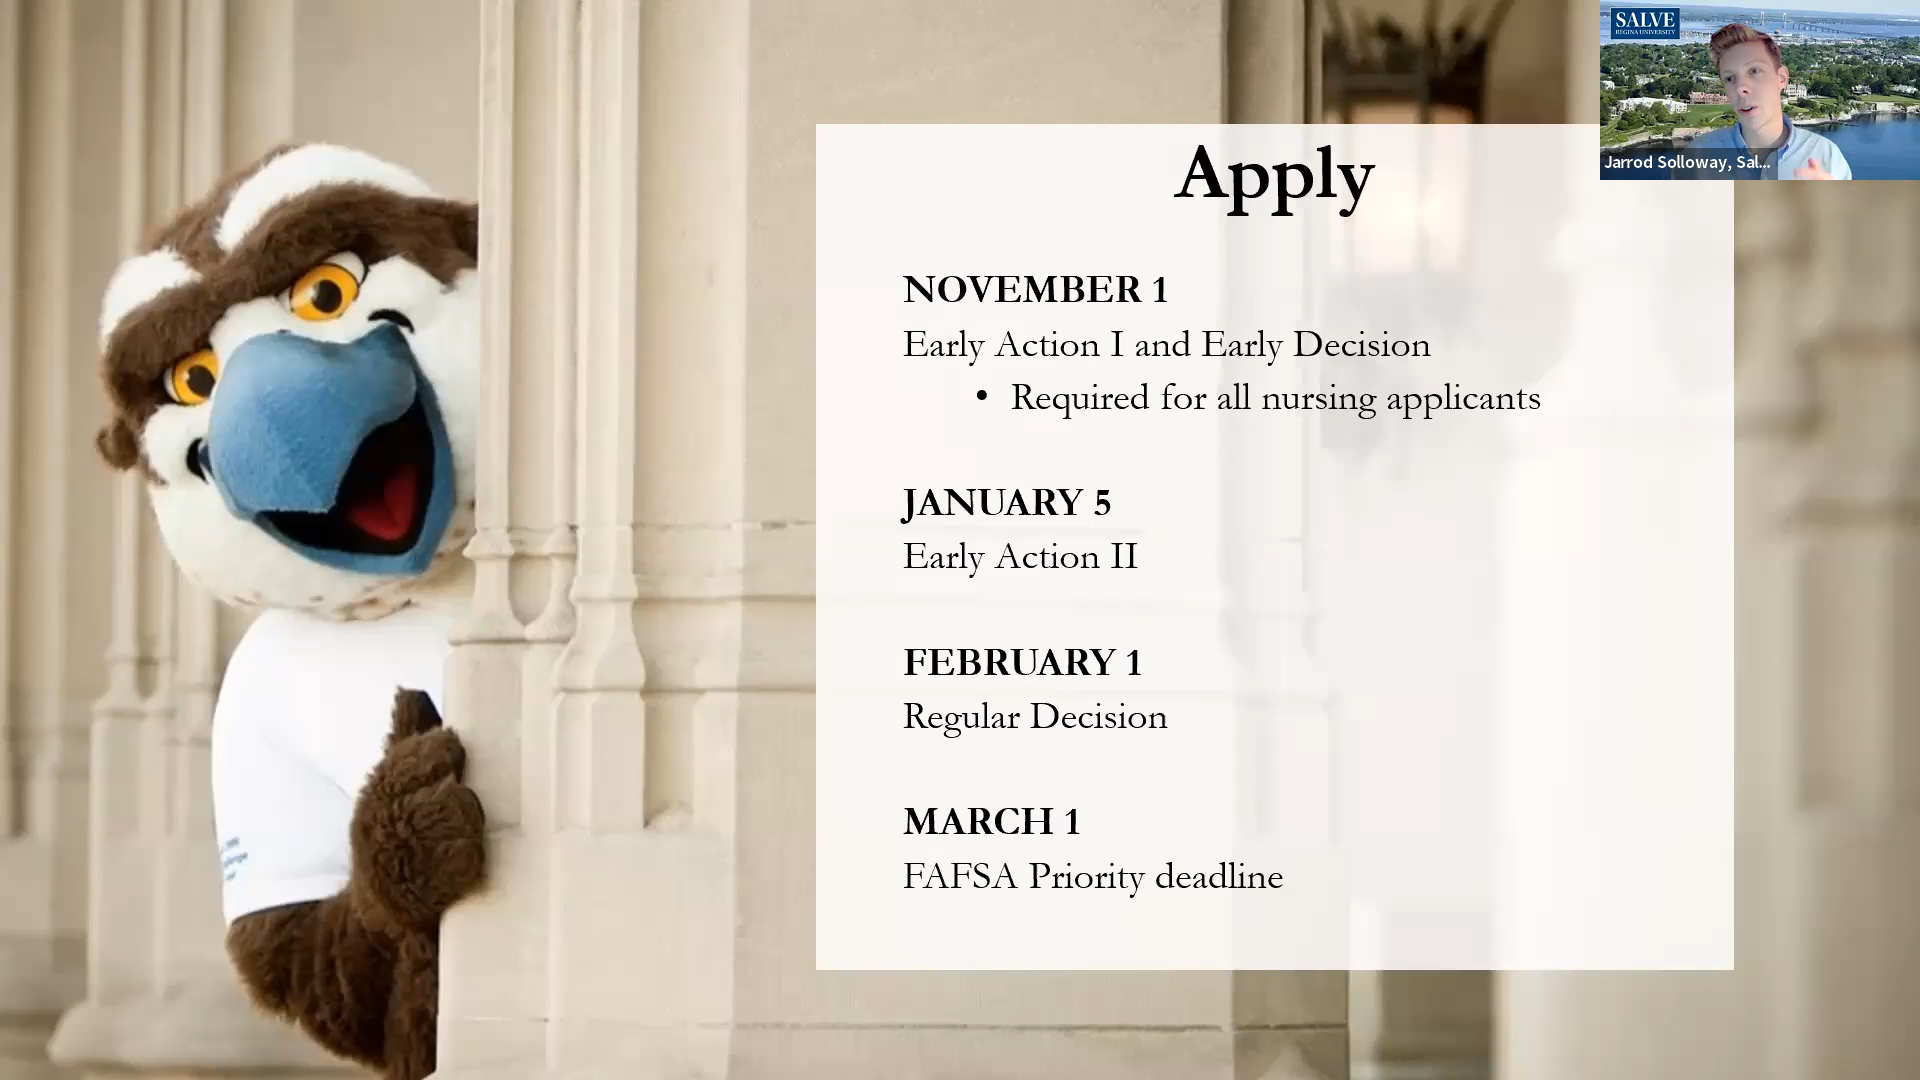 SALVE
REGINA UNIVERSITY
Jarrod Solloway, Sal...
Apply
NOVEMBER 1
Early Action I and Early Decision
• Required for all nursing applicants
JANUARY 5
Early Action II
FEBRUARY 1
Regular Decision
MARCH 1
FAFSA Priority deadline